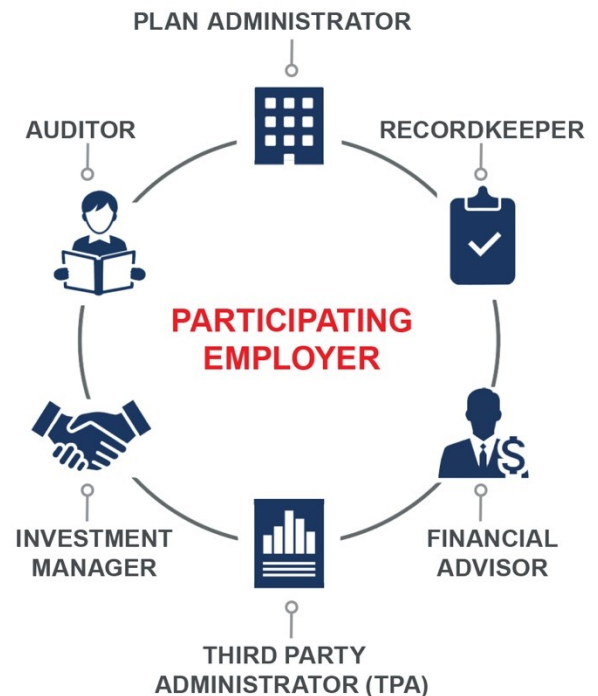 PLAN ADMINISTRATOR
AUDITOR
RECORDKEEPER
PARTICIPATING
EMPLOYER
$
INVESTMENT
MANAGER
FINANCIAL
ADVISOR
THIRD PARTY
ADMINISTRATOR (TPA)